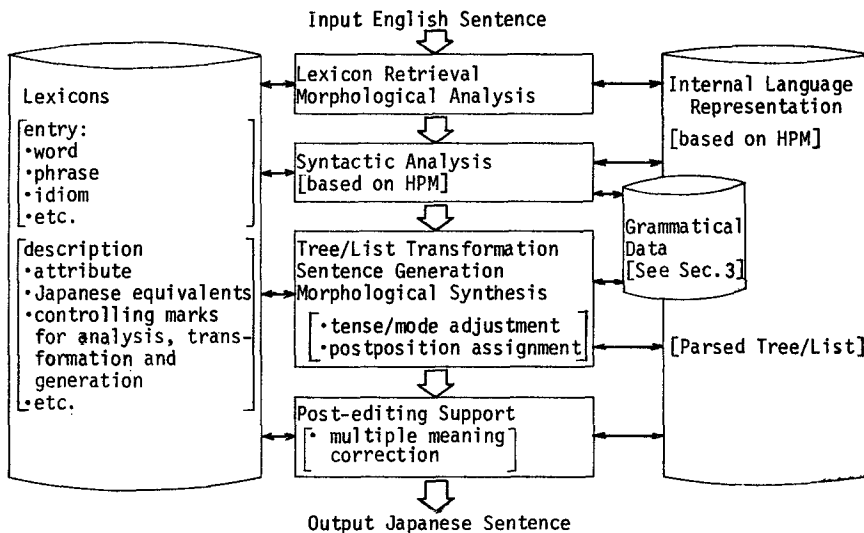 Input English Sentence
Lexicons
entry:
・word
・phrase
・idiom
・etc.
description
・attribute
・Japanese equivalents
・controlling marks
for analysis, trans-
formation and
generation
・etc.
Lexicon Retrieval
Morphological Analysis
Syntactic Analysis
[based on HPM]
Tree/List Transformation
Sentence Generation
Morphological Synthesis
・tense/mode adjustment
・postposition assignment
Post-editing Support
・multiple meaning
correction
Internal Language
Representation
[based on HPM]
Grammatical
Data
[See Sec.3]
[Parsed Tree/List]
Output Japanese Sentence